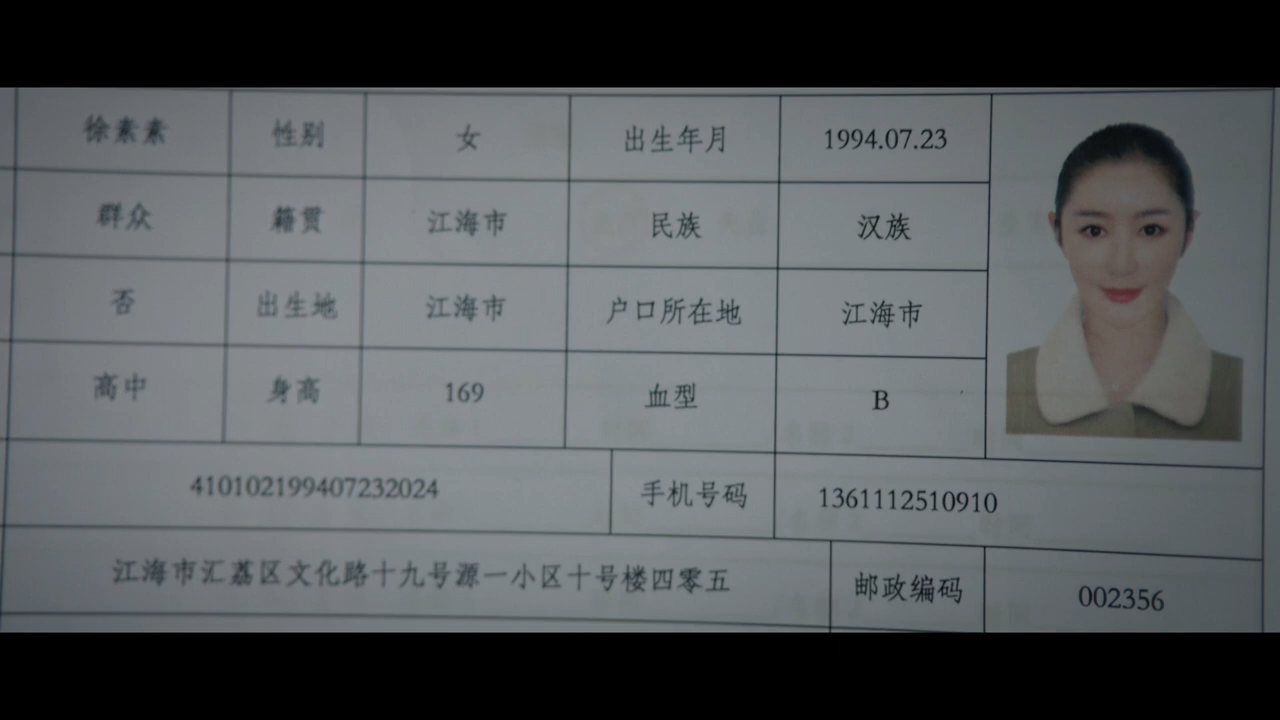 徐素素 性别 女 出生年月 1994.07.23
群众 籍贯 江海市 民族 汉族
否 出生地 江海市 户口所在地 江海市
高中 身高 169 血型 B
410102199407232024 手机号码 1361112510910
江海市汇荔区文化路十九号源一小区十号楼四零五 邮政编码 002356